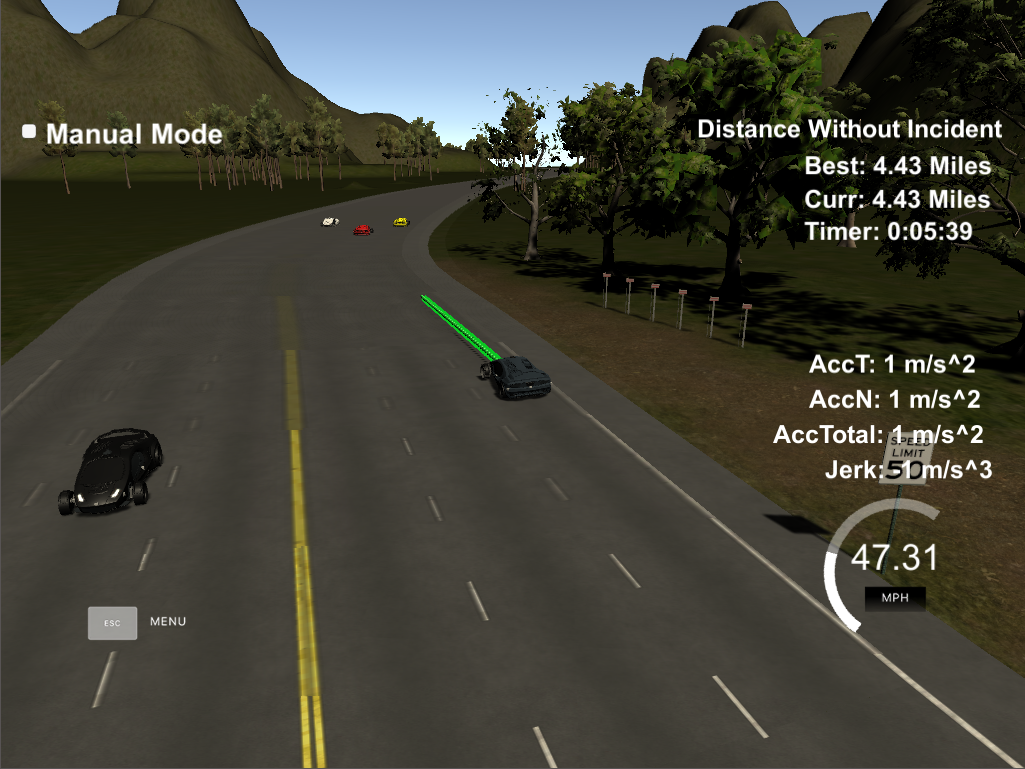 Manual Mode
Distance Without Incident
Best: 4.43 Miles
Curr: 4.43 Miles
Timer: 0:05:39
AccT: 1 m/s^2
AccN: 1 m/s^2
AccTotal: 1 m/s^2
SPEED
LIMIT
50
Jerk: -1 m/s^3
47.31
MPH
ESC
MENU